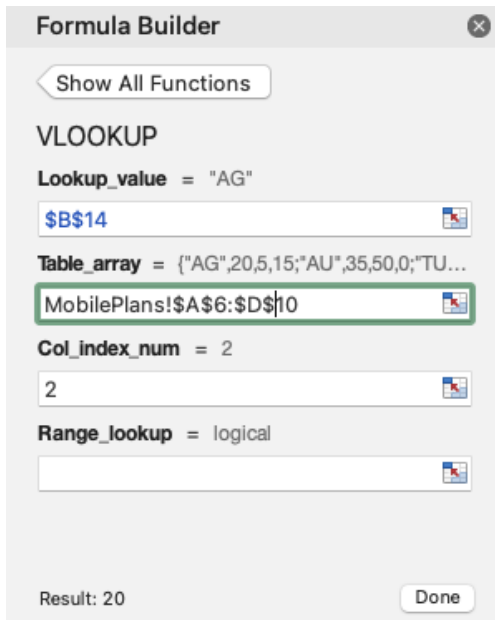 Formula Builder
Show All Functions
VLOOKUP
Lookup_value = "AG"
$B$14
Table_array = {"AG",20,5,15;"AU",35,50,0;"TU...
MobilePlans!$A$6:$D$10
Col_index_num = 2
2
Range_lookup = logical
Result: 20 Done